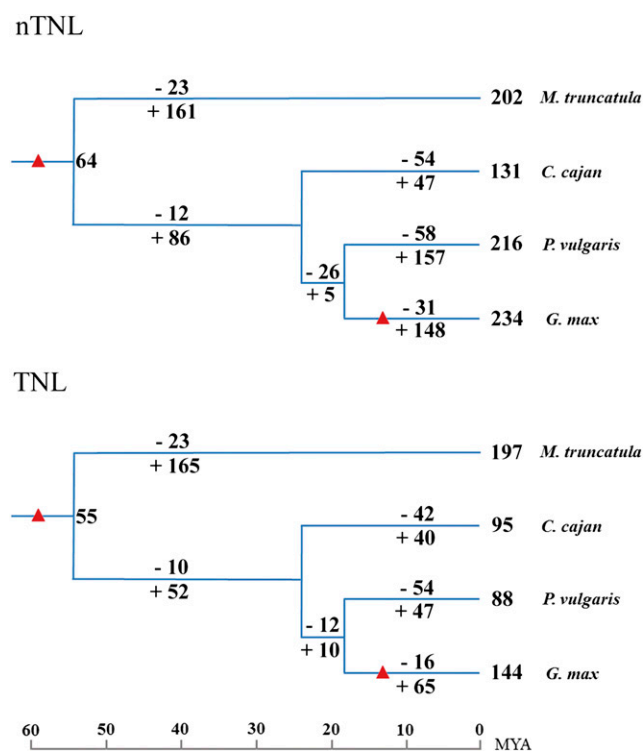 nTNL
- 23
+ 161
202 M. truncatula
64
- 54
+ 47
131 C. cajan
- 12
+ 86
- 58
+ 157
216 P. vulgaris
- 26
+ 5
- 31
+ 148
234 G. max
TNL
- 23
+ 165
197 M. truncatula
55
- 42
+ 40
95 C. cajan
- 10
+ 52
- 54
+ 47
88 P. vulgaris
- 12
+ 10
- 16
+ 65
144 G. max
60 50 40 30 20 10 0 MYA